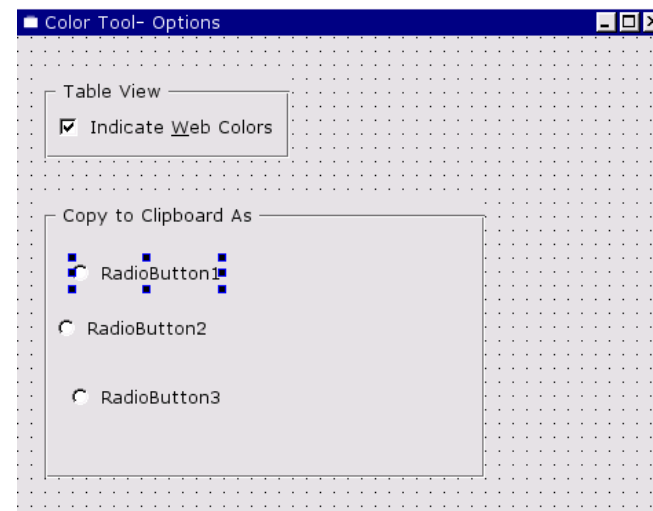 Color Tool- Options
Table View
Indicate Web Colors
Copy to Clipboard As
RadioButton1
RadioButton2
RadioButton3